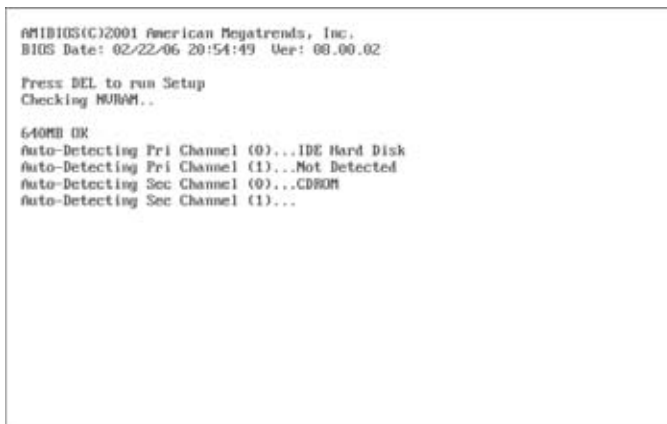 AMIBIOS(C)2001 American Megatrends, Inc.
BIOS Date: 02/22/06 20:54:49 Ver: 08.00.02
Press DEL to run Setup
Checking NVRAM..
640MB OK
Auto-Detecting Pri Channel (0)...IDE Hard Disk
Auto-Detecting Pri Channel (1)...Not Detected
Auto-Detecting Sec Channel (0)...CDROM
Auto-Detecting Sec Channel (1)...